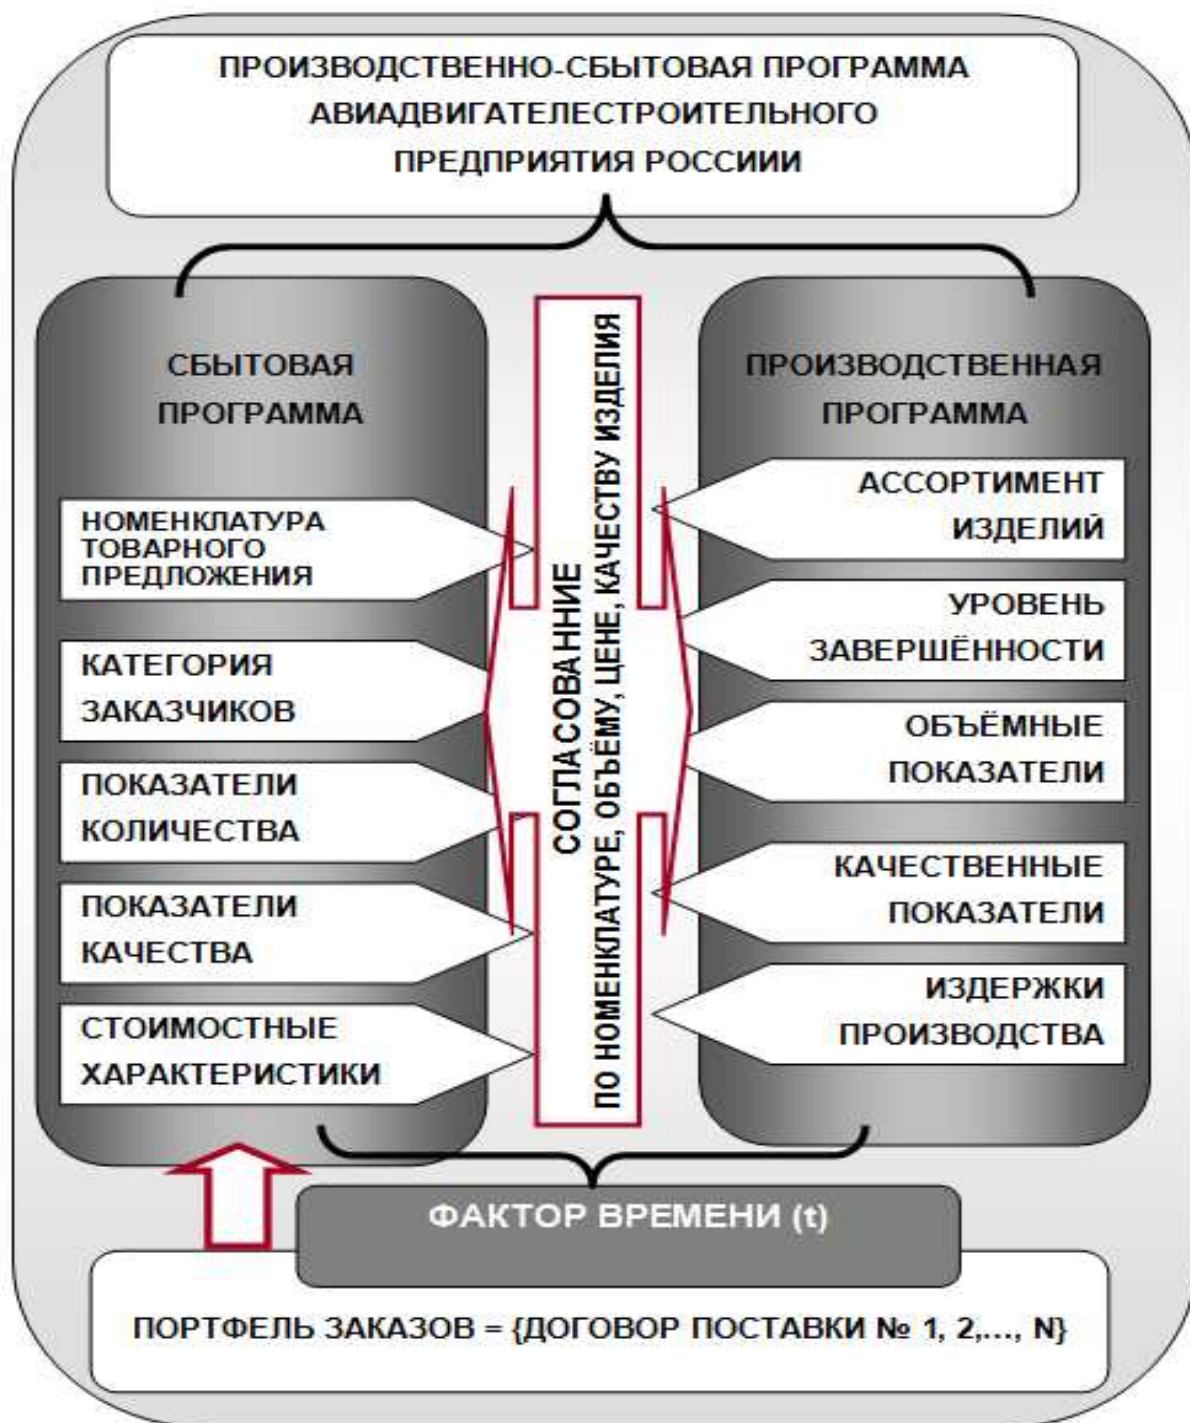 ПРОИЗВОДСТВЕННО-СБЫТОВАЯ ПРОГРАММА
АВИАДВИГАТЕЛЕСТРОИТЕЛЬНОГО
ПРЕДПРИЯТИЯ РОССИИИ
СБЫТОВАЯ
ПРОГРАММА
НОМЕНКЛАТУРА
ТОВАРНОГО
ПРЕДЛОЖЕНИЯ
КАТЕГОРИЯ
ЗАКАЗЧИКОВ
ПОКАЗАТЕЛИ
КОЛИЧЕСТВА
ПОКАЗАТЕЛИ
КАЧЕСТВА
СТОИМОСТНЫЕ
ХАРАКТЕРИСТИКИ
СОГЛАСОВАННИЕ
ПО НОМЕНКЛАТУРЕ, ОБЪЁМУ, ЦЕНЕ, КАЧЕСТВУ ИЗДЕЛИЯ
ПРОИЗВОДСТВЕННАЯ
ПРОГРАММА
АССОРТИМЕНТ
ИЗДЕЛИЙ
УРОВЕНЬ
ЗАВЕРШЁННОСТИ
ОБЪЁМНЫЕ
ПОКАЗАТЕЛИ
КАЧЕСТВЕННЫЕ
ПОКАЗАТЕЛИ
ИЗДЕРЖКИ
ПРОИЗВОДСТВА
ФАКТОР ВРЕМЕНИ (t)
ПОРТФЕЛЬ ЗАКАЗОВ = {ДОГОВОР ПОСТАВКИ № 1, 2,..., N}